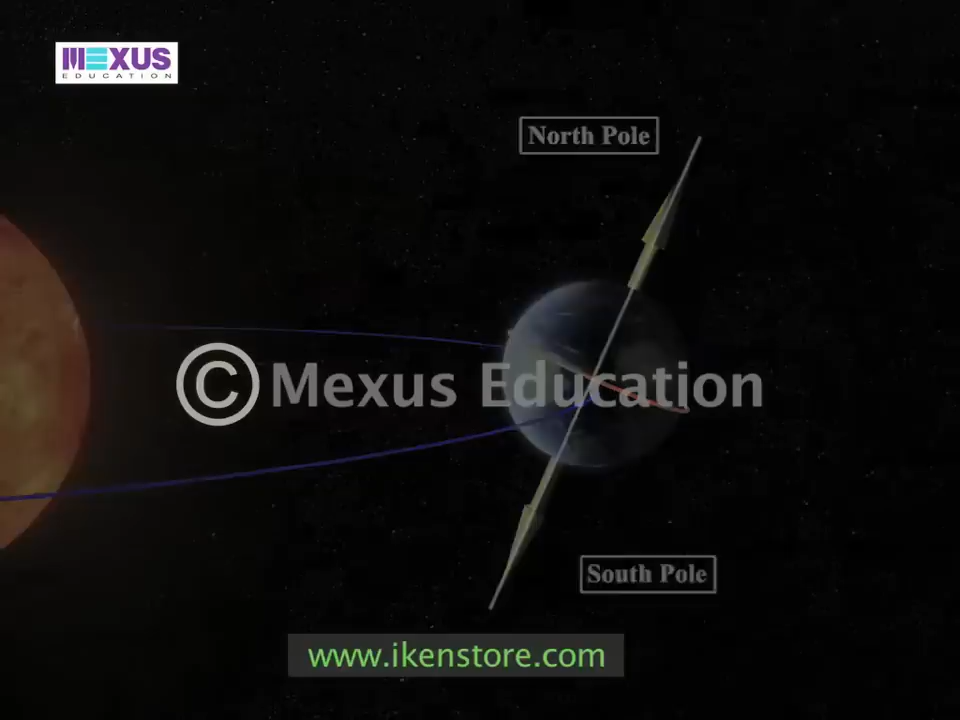 MEXUS
EDUCATION
North Pole
© Mexus Education
South Pole
www.ikenstore.com